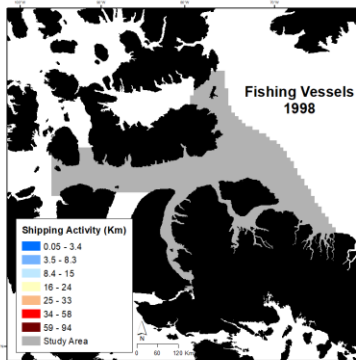 Fishing Vessels
1998
Shipping Activity (Km)
0.05 - 3.4
3.5 - 8.3
8.4 - 15
16 - 24
25 - 33
34 - 58
59 - 94
Study Area
N
0 60 120 Km